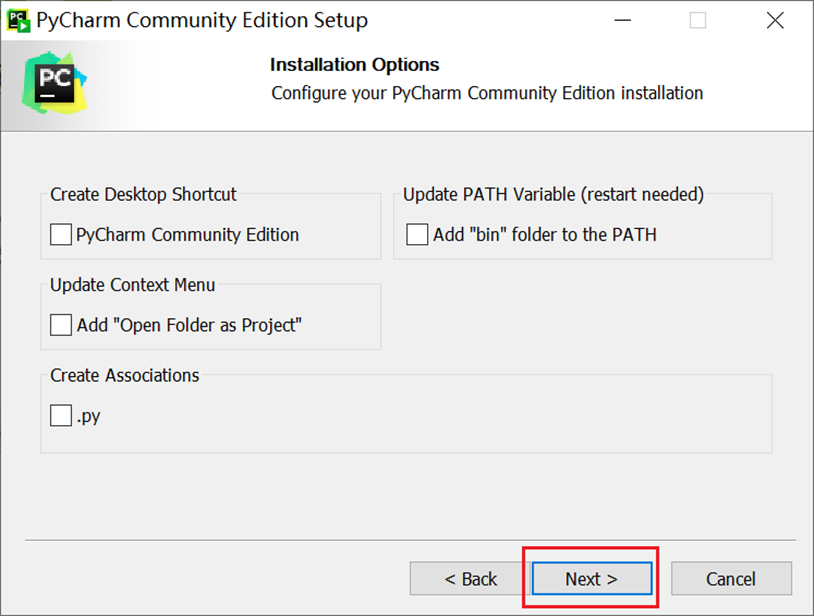 PC
PyCharm Community Edition Setup
PC
Installation Options
Configure your PyCharm Community Edition installation
Create Desktop Shortcut
PyCharm Community Edition
Update PATH Variable (restart needed)
Add "bin" folder to the PATH
Update Context Menu
Add "Open Folder as Project"
Create Associations
.py
< Back
Next >
Cancel